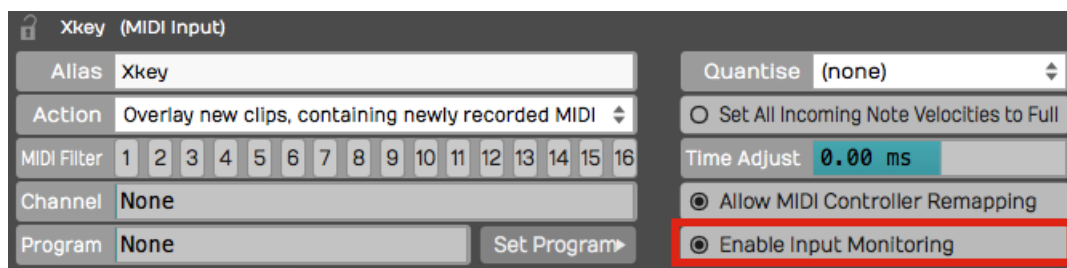 Xkey (MIDI Input)
Alias Xkey
Quantise (none)
Action Overlay new clips, containing newly recorded MIDI
Set All Incoming Note Velocities to Full
MIDI Filter 1 2 3 4 5 6 7 8 9 10 11 12 13 14 15 16
Time Adjust 0.00 ms
Channel None
Allow MIDI Controller Remapping
Program None Set Program
Enable Input Monitoring